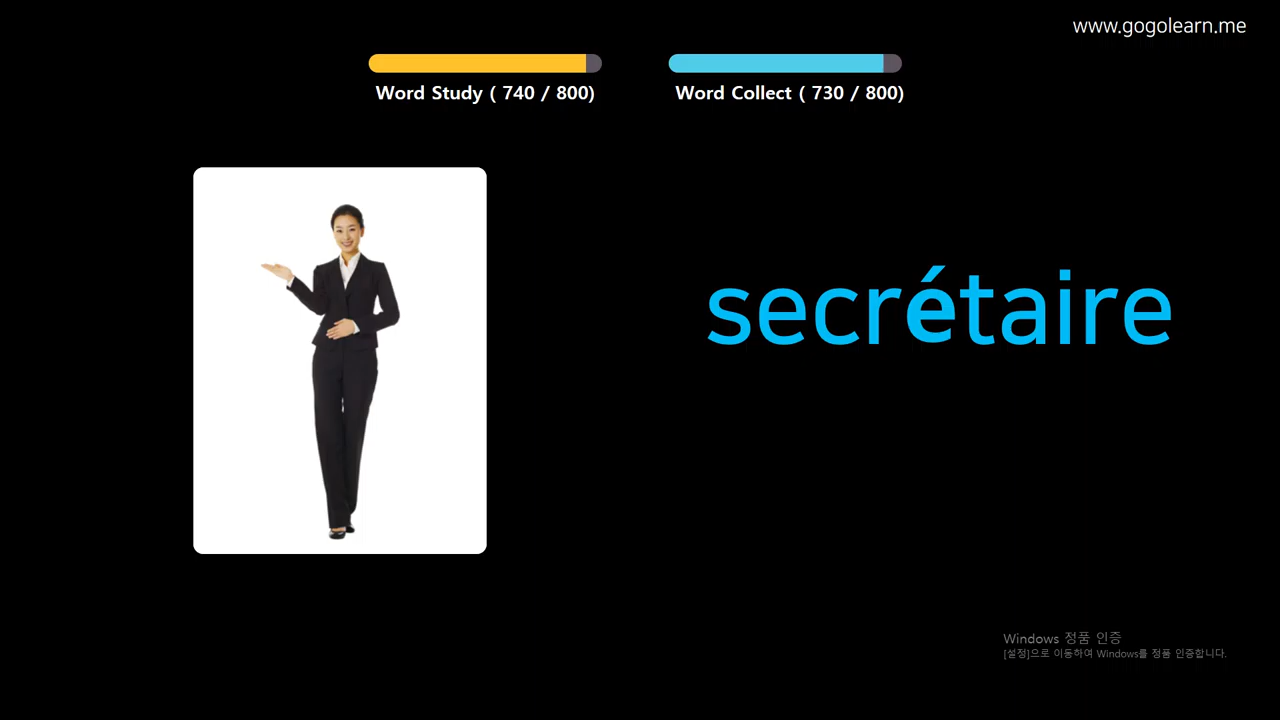 www.gogolearn.me
Word Study ( 740 / 800)
Word Collect ( 730 / 800)
secrétaire
Windows 정품 인증
[설정]으로 이동하여 Windows를 정품 인증합니다.